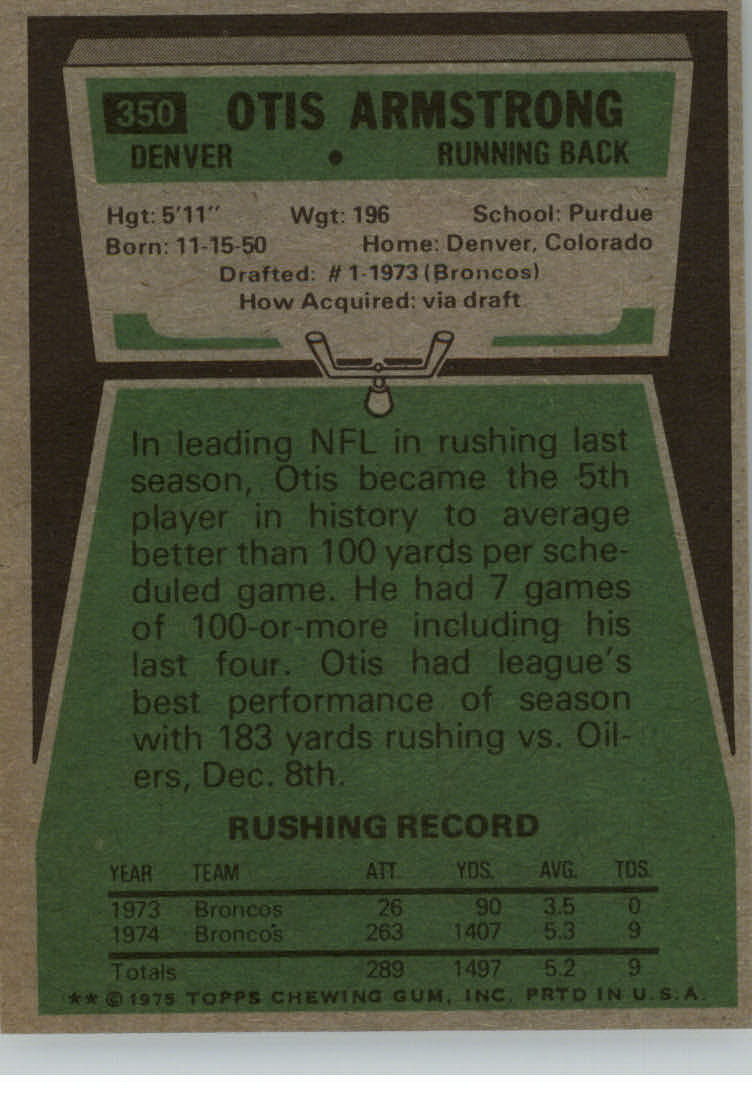 350 OTIS ARMSTRONG
DENVER • RUNNING BACK
Hgt: 5'11" Wgt: 196 School: Purdue
Born: 11-15-50 Home: Denver, Colorado
Drafted: #1-1973 (Broncos)
How Acquired: via draft
In leading NFL in rushing last
season, Otis became the 5th
player in history to average
better than 100 yards per sche-
duled game. He had 7 games
of 100-or-more including his
last four. Otis had league's
best performance of season
with 183 yards rushing vs. Oil-
ers, Dec. 8th.
RUSHING RECORD
YEAR TEAM ATT. YDS. AVG. TDS.
1973 Broncos 26 90 3.5 0
1974 Broncos 263 1407 5.3 9
Totals 289 1497 5.2 9
** © 1975 TOPPS CHEWING GUM, INC. PRTD IN U.S.A.